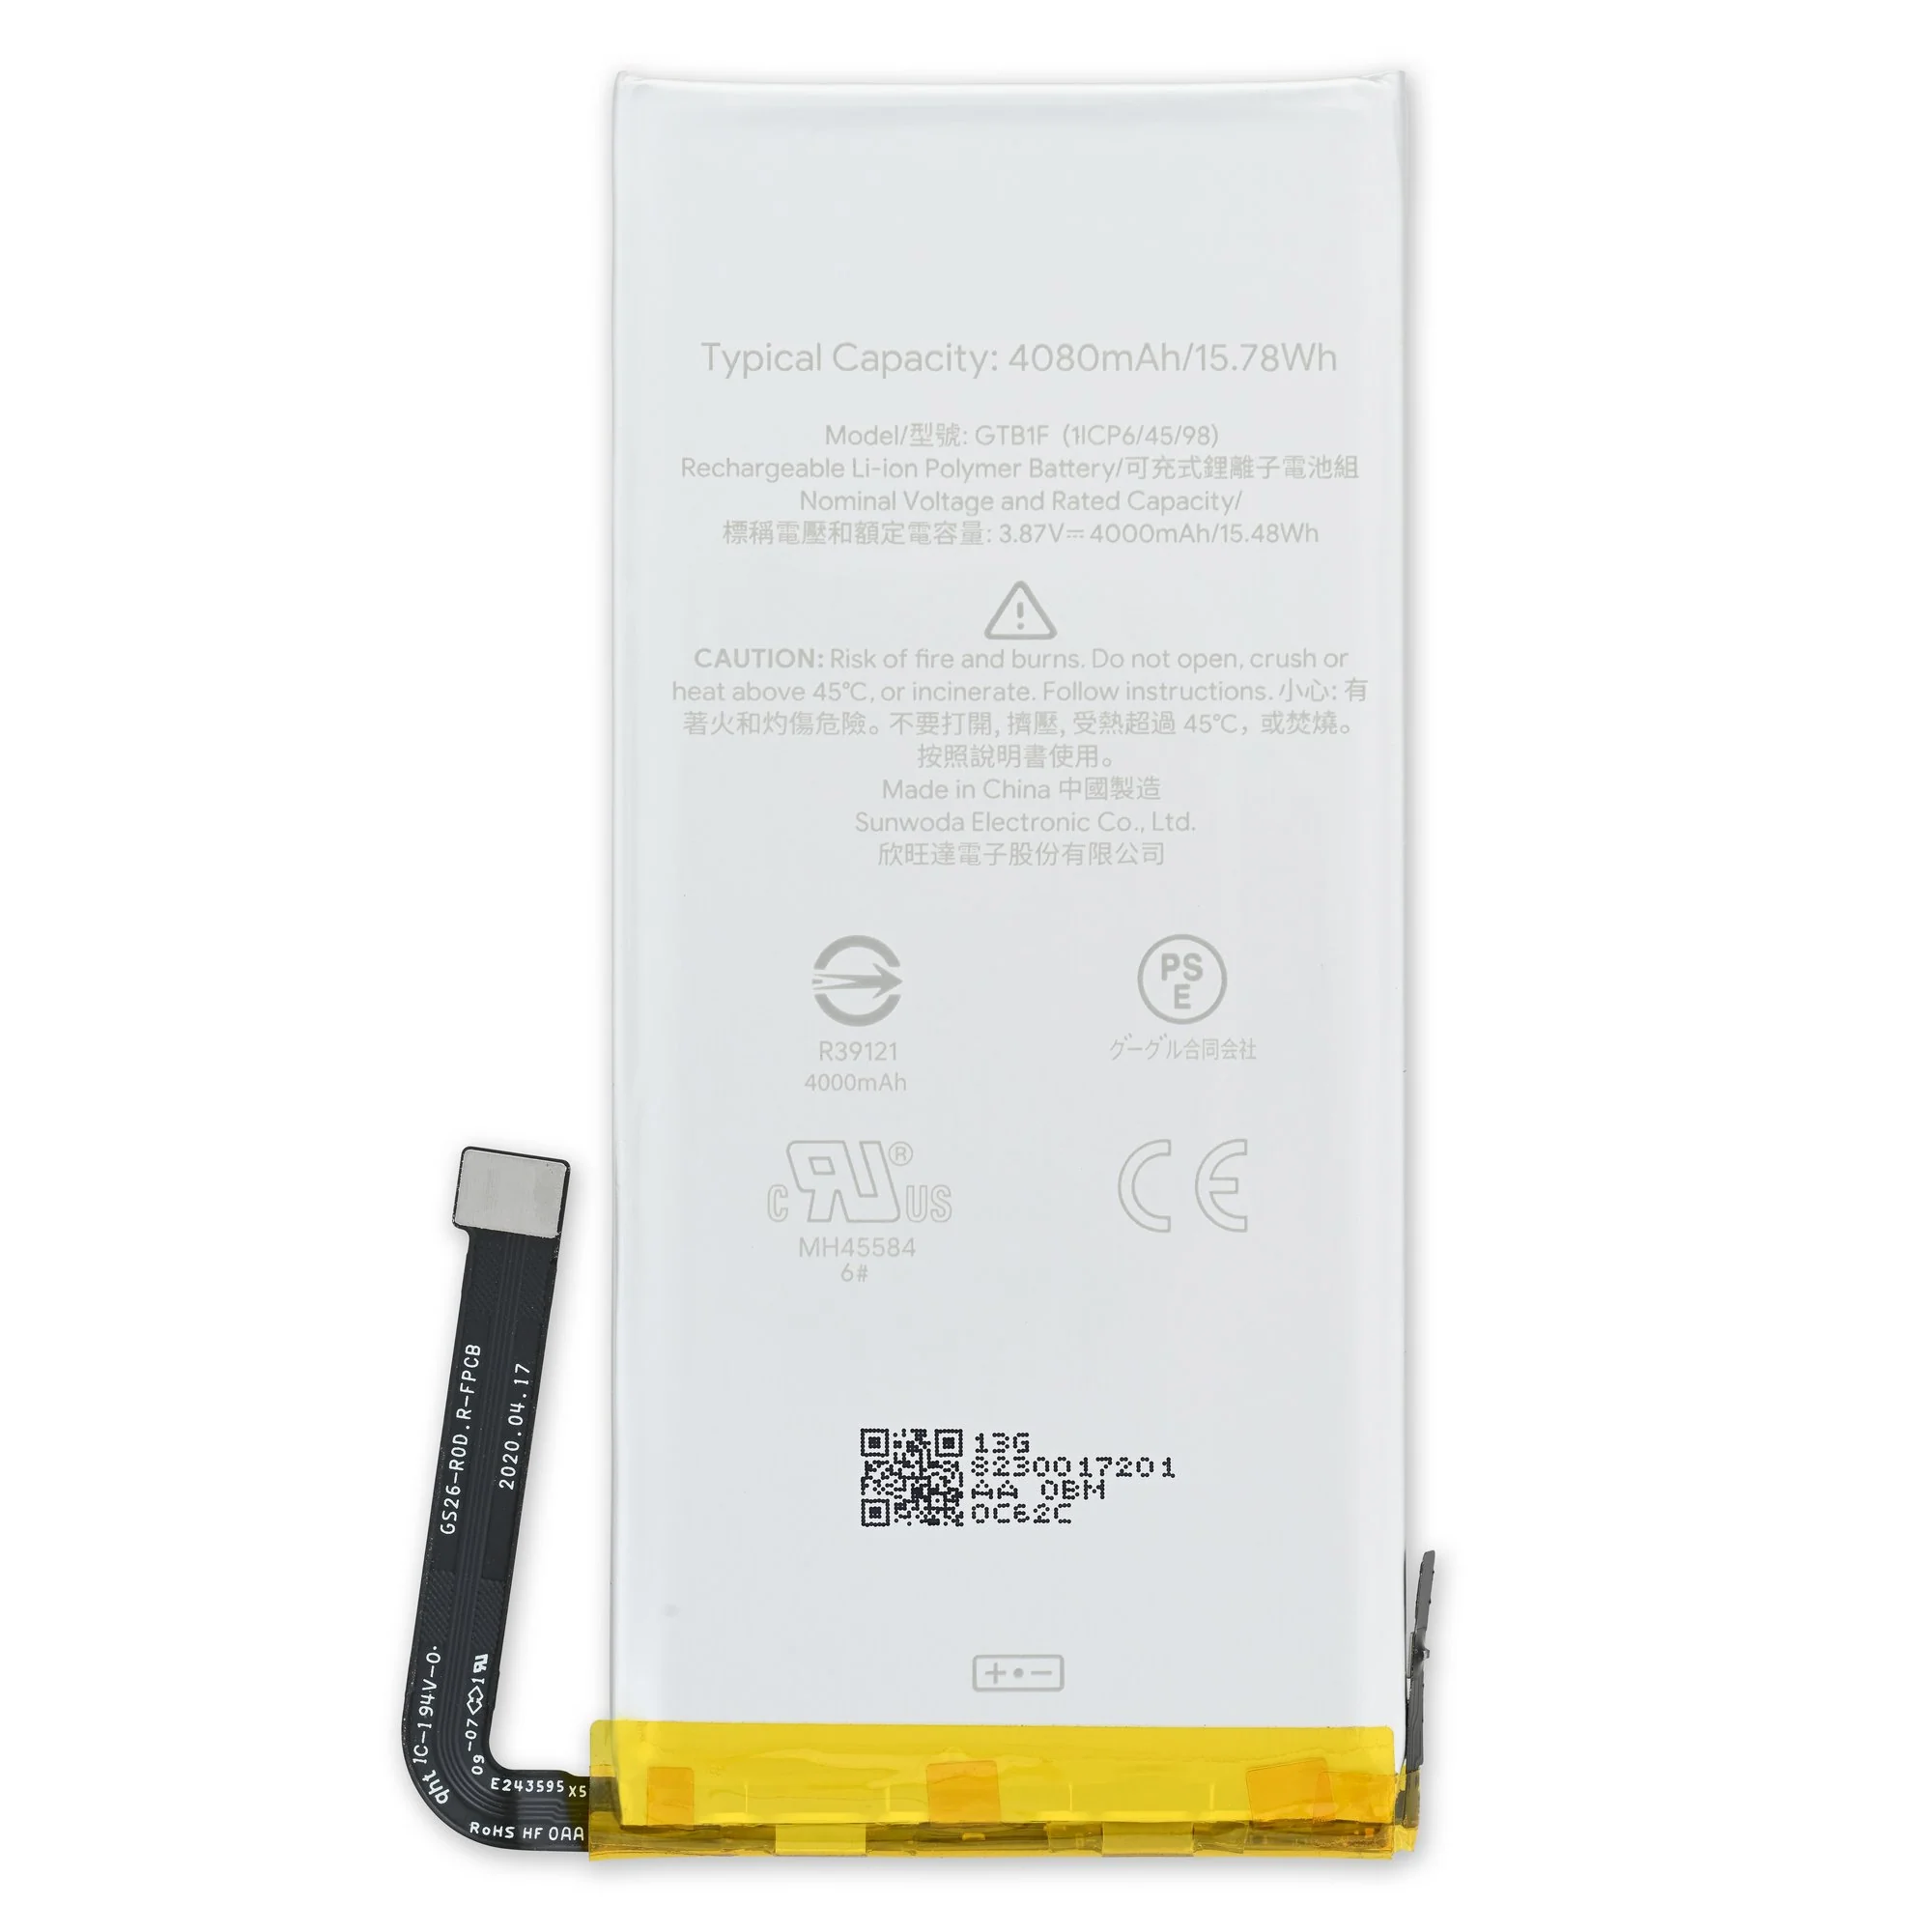 Typical Capacity: 4080mAh/15.78Wh
Model/型號: GTB1F (1ICP6/45/98)
Rechargeable Li-ion Polymer Battery/可充式鋰離子電池組
Nominal Voltage and Rated Capacity/
標稱電壓和額定電容量: 3.87V⎓4000mAh/15.48Wh
CAUTION: Risk of fire and burns. Do not open, crush or
heat above 45°C, or incinerate. Follow instructions. 小心: 有
著火和灼傷危險。不要打開, 擠壓, 受熱超過 45°C, 或焚燒。
按照說明書使用。
Made in China 中國製造
Sunwoda Electronic Co., Ltd.
欣旺達電子股份有限公司
R39121
4000mAh
PS
E
グーグル合同会社
C RU® US
MH45584
6#
CE
13G
8230017201
AA 0BM
0C62C
GS26-R0D.R-FPCB
2020.04.17
qht 1C-194V-0.
09-07 1
E243595 X5
RoHS HF 0AA